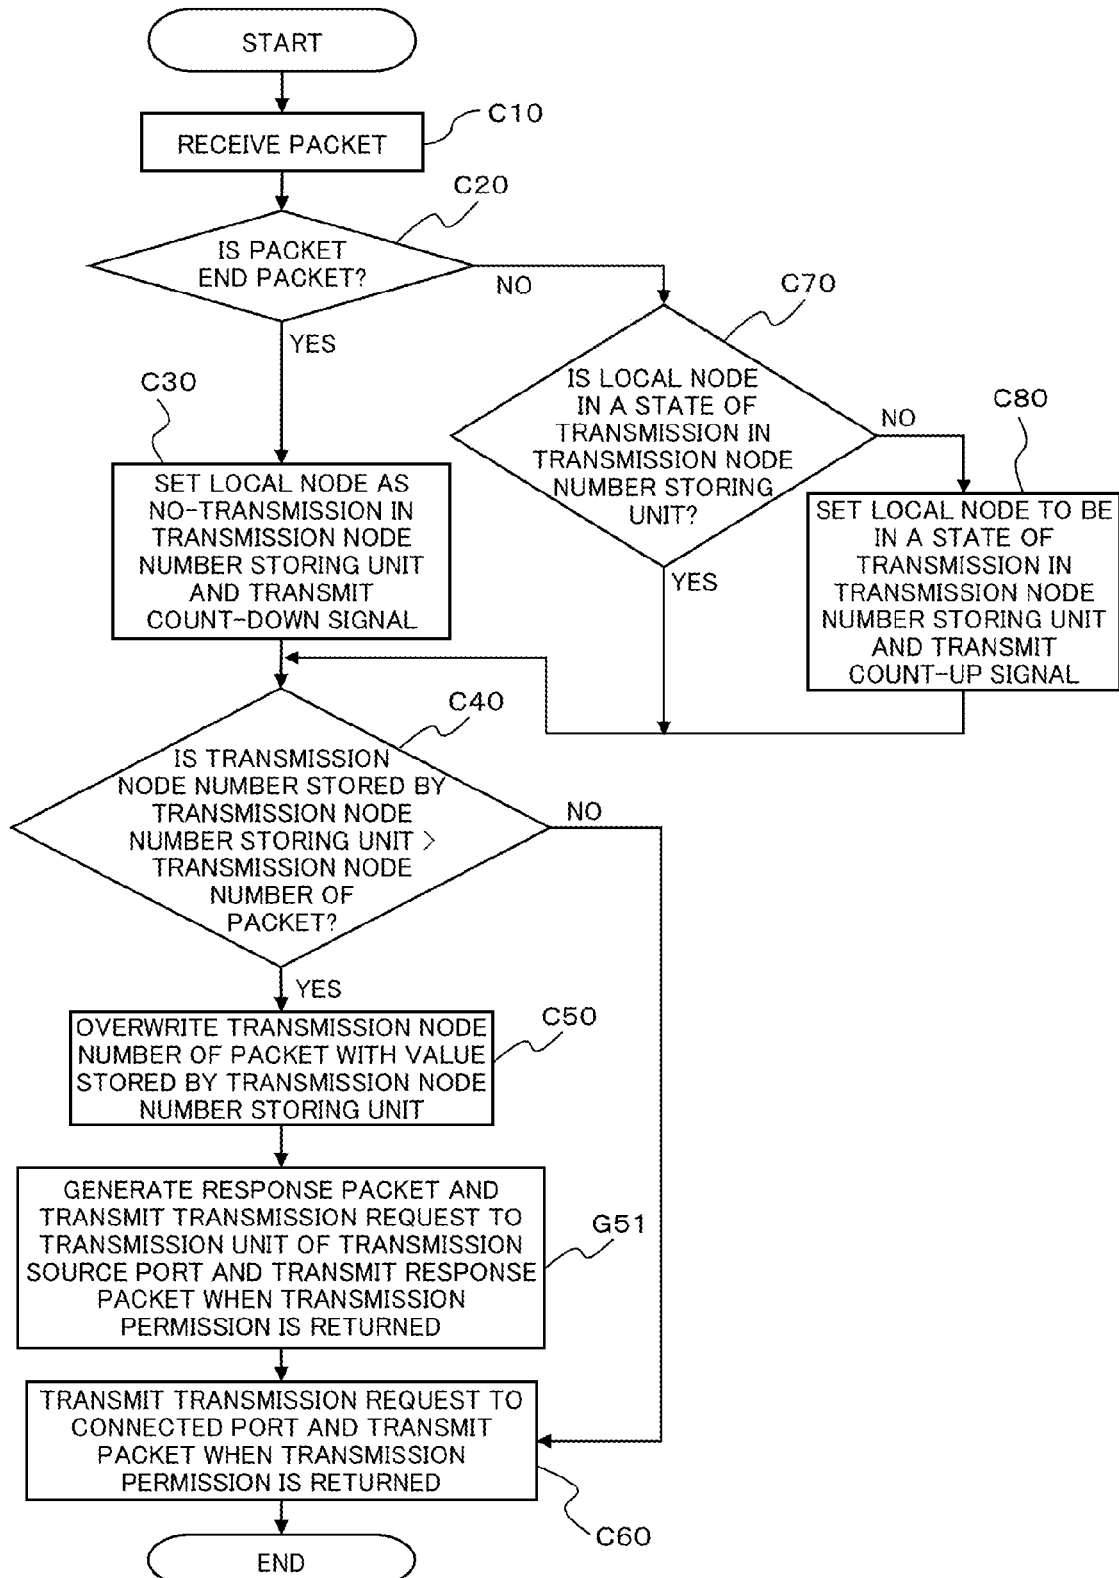 START
C10
RECEIVE PACKET
C20
IS PACKET
END PACKET?
NO
YES
C70
IS LOCAL NODE
IN A STATE OF
TRANSMISSION IN
TRANSMISSION NODE
NUMBER STORING
UNIT?
NO
YES
C80
SET LOCAL NODE TO BE
IN A STATE OF
TRANSMISSION IN
TRANSMISSION NODE
NUMBER STORING UNIT
AND TRANSMIT
COUNT-UP SIGNAL
C30
SET LOCAL NODE AS
NO-TRANSMISSION IN
TRANSMISSION NODE
NUMBER STORING UNIT
AND TRANSMIT
COUNT-DOWN SIGNAL
C40
IS TRANSMISSION
NODE NUMBER STORED BY
TRANSMISSION NODE
NUMBER STORING UNIT >
TRANSMISSION NODE
NUMBER OF
PACKET?
NO
YES
C50
OVERWRITE TRANSMISSION NODE
NUMBER OF PACKET WITH VALUE
STORED BY TRANSMISSION NODE
NUMBER STORING UNIT
G51
GENERATE RESPONSE PACKET AND
TRANSMIT TRANSMISSION REQUEST TO
TRANSMISSION UNIT OF TRANSMISSION
SOURCE PORT AND TRANSMIT RESPONSE
PACKET WHEN TRANSMISSION
PERMISSION IS RETURNED
TRANSMIT TRANSMISSION REQUEST TO
CONNECTED PORT AND TRANSMIT
PACKET WHEN TRANSMISSION
PERMISSION IS RETURNED
C60
END